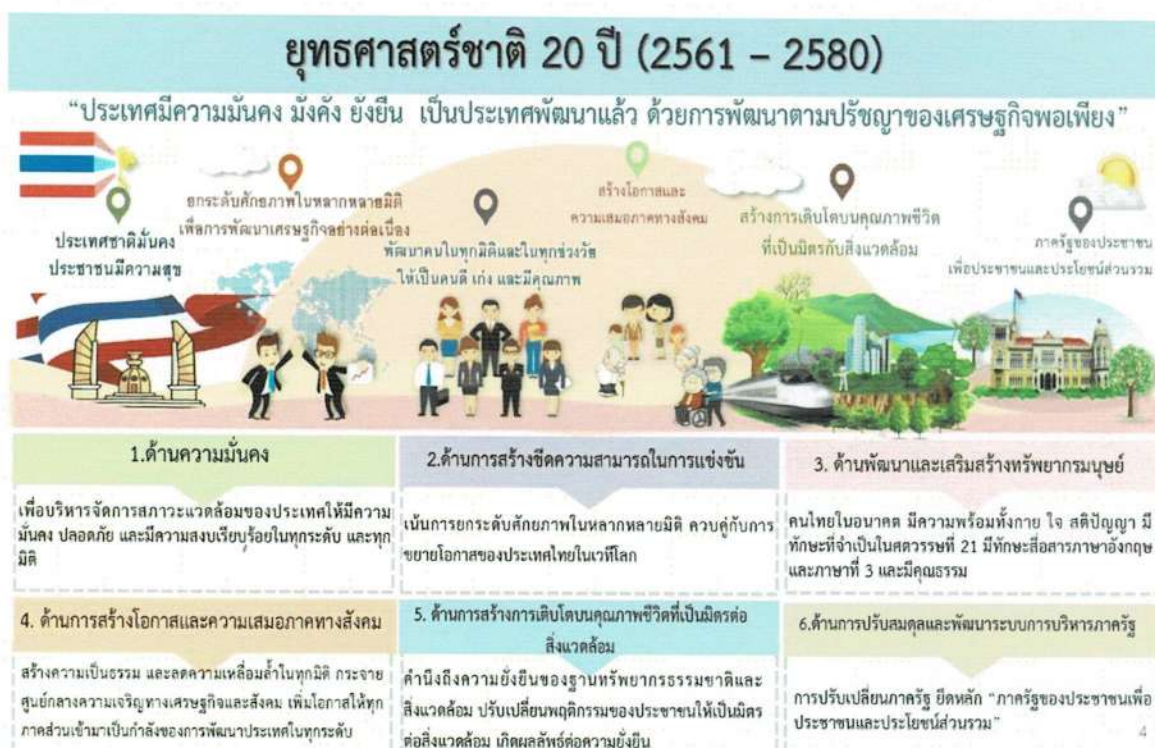 ยุทธศาสตร์ชาติ 20 ปี (2561 – 2580)
“ประเทศมีความมั่นคง มั่งคั่ง ยั่งยืน เป็นประเทศพัฒนาแล้ว ด้วยการพัฒนาตามปรัชญาของเศรษฐกิจพอเพียง”
ประเทศชาติมั่นคง
ประชาชนมีความสุข
ยกระดับศักยภาพในหลากหลายมิติ
เพื่อการพัฒนาเศรษฐกิจอย่างต่อเนื่อง
พัฒนาคนในทุกมิติและในทุกช่วงวัย
ให้เป็นคนดี เก่ง และมีคุณภาพ
สร้างโอกาสและ
ความเสมอภาคทางสังคม
สร้างการเติบโตบนคุณภาพชีวิต
ที่เป็นมิตรกับสิ่งแวดล้อม
ภาครัฐของประชาชน
เพื่อประชาชนและประโยชน์ส่วนรวม
1.ด้านความมั่นคง
เพื่อบริหารจัดการสภาวะแวดล้อมของประเทศให้มีความ
มั่นคง ปลอดภัย และมีความสงบเรียบร้อยในทุกระดับ และทุก
มิติ
2.ด้านการสร้างขีดความสามารถในการแข่งขัน
เน้นการยกระดับศักยภาพในหลากหลายมิติ ควบคู่กับการ
ขยายโอกาสของประเทศไทยในเวทีโลก
3. ด้านพัฒนาและเสริมสร้างทรัพยากรมนุษย์
คนไทยในอนาคต มีความพร้อมทั้งกาย ใจ สติปัญญา มี
ทักษะที่จำเป็นในศตวรรษที่ 21 มีทักษะสื่อสารภาษาอังกฤษ
และภาษาที่ 3 และมีคุณธรรม
4. ด้านการสร้างโอกาสและความเสมอภาคทางสังคม
สร้างความเป็นธรรม และลดความเหลื่อมล้ำในทุกมิติ กระจาย
ศูนย์กลางความเจริญทางเศรษฐกิจและสังคม เพิ่มโอกาสให้ทุก
ภาคส่วนเข้ามาเป็นกำลังของการพัฒนาประเทศในทุกระดับ
5. ด้านการสร้างการเติบโตบนคุณภาพชีวิตที่เป็นมิตรต่อ
สิ่งแวดล้อม
คำนึงถึงความยั่งยืนของฐานทรัพยากรธรรมชาติและ
สิ่งแวดล้อม ปรับเปลี่ยนพฤติกรรมของประชาชนให้เป็นมิตร
ต่อสิ่งแวดล้อม เกิดผลลัพธ์ต่อความยั่งยืน
6.ด้านการปรับสมดุลและพัฒนาระบบการบริหารภาครัฐ
การปรับเปลี่ยนภาครัฐ ยึดหลัก “ภาครัฐของประชาชนเพื่อ
ประชาชนและประโยชน์ส่วนรวม”
4